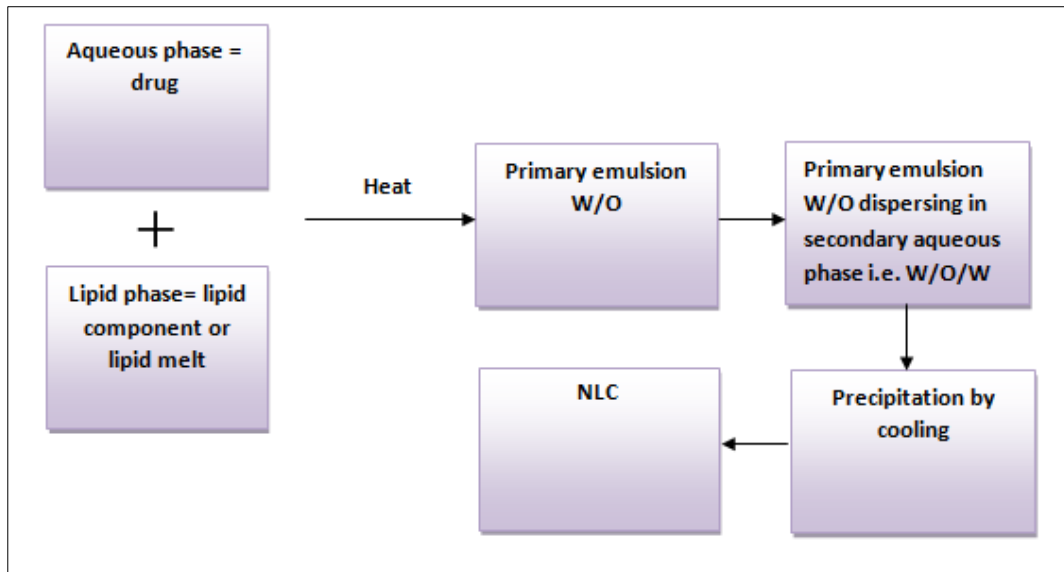 Aqueous phase =
drug
+
Lipid phase= lipid
component or
lipid melt
Heat
Primary emulsion
W/O
Primary emulsion
W/O dispersing in
secondary aqueous
phase i.e. W/O/W
Precipitation by
cooling
NLC